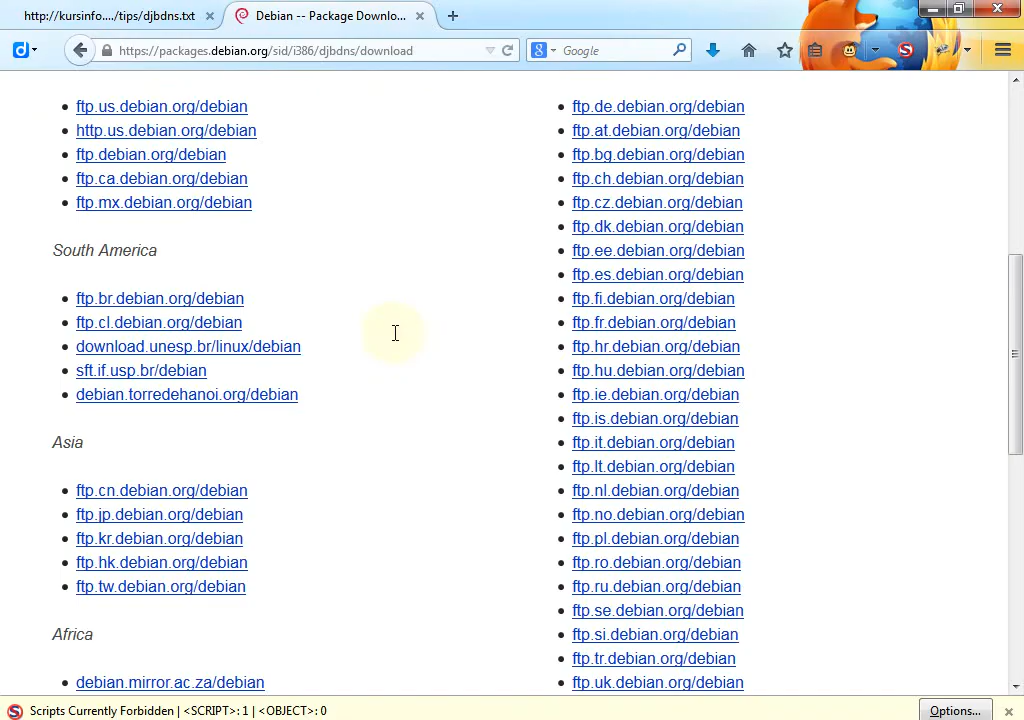 http://kursinfo..../tips/djbdns.txt
Debian -- Package Downlo...
https://packages.debian.org/sid/i386/djbdns/download
Google
ftp.us.debian.org/debian
http.us.debian.org/debian
ftp.debian.org/debian
ftp.ca.debian.org/debian
ftp.mx.debian.org/debian
South America
ftp.br.debian.org/debian
ftp.cl.debian.org/debian
download.unesp.br/linux/debian
sft.if.usp.br/debian
debian.torredehanoi.org/debian
Asia
ftp.cn.debian.org/debian
ftp.jp.debian.org/debian
ftp.kr.debian.org/debian
ftp.hk.debian.org/debian
ftp.tw.debian.org/debian
Africa
debian.mirror.ac.za/debian
ftp.de.debian.org/debian
ftp.at.debian.org/debian
ftp.bg.debian.org/debian
ftp.ch.debian.org/debian
ftp.cz.debian.org/debian
ftp.dk.debian.org/debian
ftp.ee.debian.org/debian
ftp.es.debian.org/debian
ftp.fi.debian.org/debian
ftp.fr.debian.org/debian
ftp.hr.debian.org/debian
ftp.hu.debian.org/debian
ftp.ie.debian.org/debian
ftp.is.debian.org/debian
ftp.it.debian.org/debian
ftp.lt.debian.org/debian
ftp.nl.debian.org/debian
ftp.no.debian.org/debian
ftp.pl.debian.org/debian
ftp.ro.debian.org/debian
ftp.ru.debian.org/debian
ftp.se.debian.org/debian
ftp.si.debian.org/debian
ftp.tr.debian.org/debian
ftp.uk.debian.org/debian
Scripts Currently Forbidden | <SCRIPT>: 1 | <OBJECT>: 0
Options...